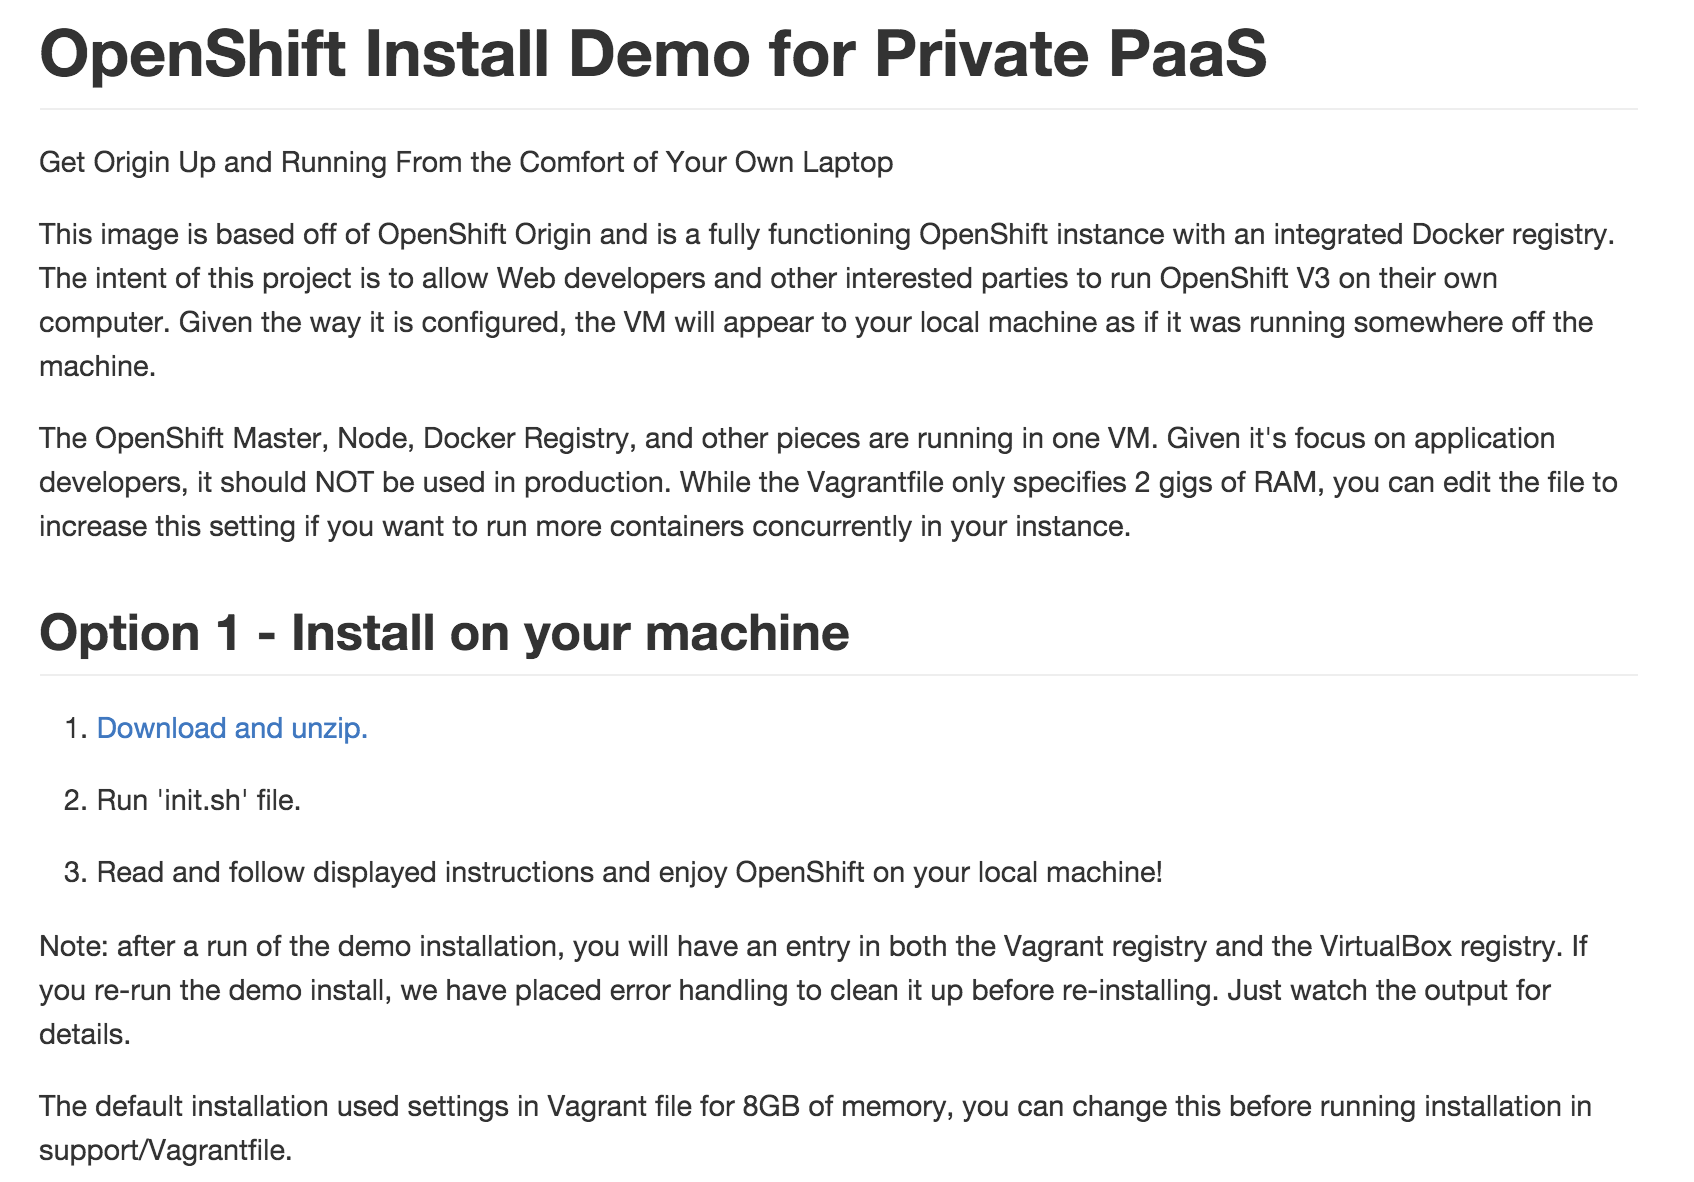 OpenShift Install Demo for Private PaaS
Get Origin Up and Running From the Comfort of Your Own Laptop
This image is based off of OpenShift Origin and is a fully functioning OpenShift instance with an integrated Docker registry.
The intent of this project is to allow Web developers and other interested parties to run OpenShift V3 on their own
computer. Given the way it is configured, the VM will appear to your local machine as if it was running somewhere off the
machine.
The OpenShift Master, Node, Docker Registry, and other pieces are running in one VM. Given it's focus on application
developers, it should NOT be used in production. While the Vagrantfile only specifies 2 gigs of RAM, you can edit the file to
increase this setting if you want to run more containers concurrently in your instance.
Option 1 - Install on your machine
1. Download and unzip.
2. Run 'init.sh' file.
3. Read and follow displayed instructions and enjoy OpenShift on your local machine!
Note: after a run of the demo installation, you will have an entry in both the Vagrant registry and the VirtualBox registry. If
you re-run the demo install, we have placed error handling to clean it up before re-installing. Just watch the output for
details.
The default installation used settings in Vagrant file for 8GB of memory, you can change this before running installation in
support/Vagrantfile.